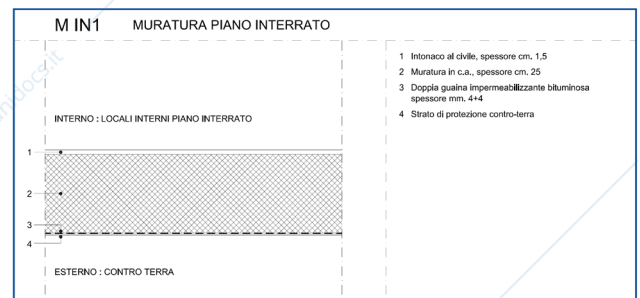 M IN1 MURATURA PIANO INTERRATO
1 Intonaco al civile, spessore cm. 1,5
2 Muratura in c.a., spessore cm. 25
3 Doppia guaina impermeabilizzante bituminosa
spessore mm. 4+4
4 Strato di protezione contro-terra
INTERNO : LOCALI INTERNI PIANO INTERRATO
1
2
3
4
ESTERNO : CONTRO TERRA